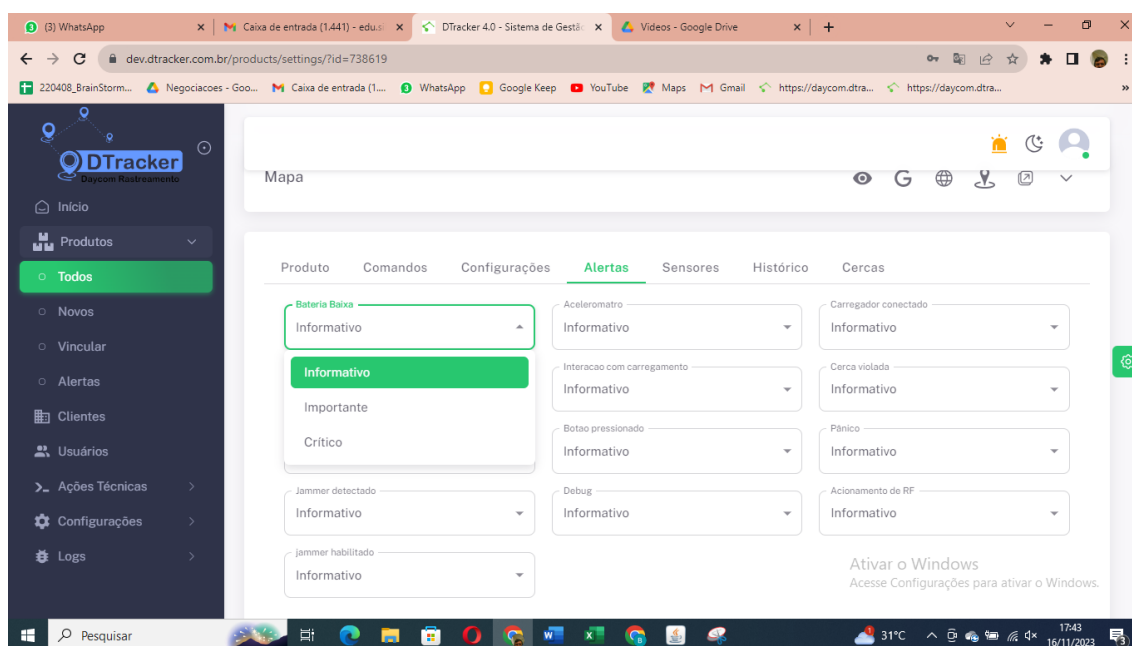 (3) WhatsApp
Caixa de entrada (1.441) - edu.si
DTracker 4.0 - Sistema de Gestã
Videos - Google Drive
dev.dtracker.com.br/products/settings/?id=738619
220408_BrainStorm...
Negociacoes - Goo...
Caixa de entrada (1....
WhatsApp
Google Keep
YouTube
Maps
Gmail
https://daycom.dtra...
https://daycom.dtra...
DTracker
Daycom Rastreamento
Mapa
Início
Produtos
Todos
Novos
Vincular
Alertas
Clientes
Usuários
Ações Técnicas
Configurações
Logs
Produto Comandos Configurações Alertas Sensores Histórico Cercas
Bateria Baixa
Informativo
Informativo
Importante
Crítico
Acelerometro
Informativo
Carregador conectado
Informativo
Interacao com carregamento
Informativo
Cerca violada
Informativo
Botao pressionado
Informativo
Pânico
Informativo
Jammer detectado
Informativo
Debug
Informativo
Acionamento de RF
Informativo
jammer habilitado
Informativo
Ativar o Windows
Acesse Configurações para ativar o Windows.
Pesquisar
31°C
17:43
16/11/2023
3